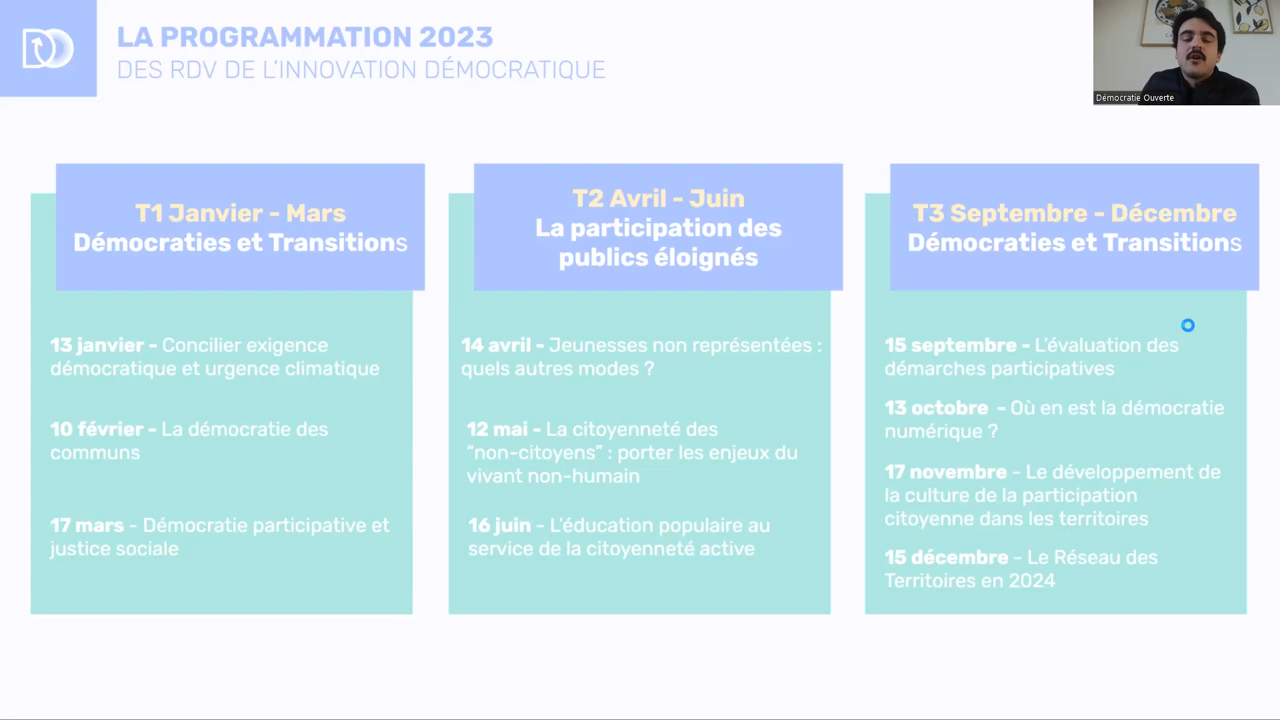 LA PROGRAMMATION 2023
DES RDV DE L'INNOVATION DÉMOCRATIQUE
Démocratie Ouverte
T1 Janvier - Mars
Démocraties et Transitions
13 janvier - Concilier exigence
démocratique et urgence climatique
10 février - La démocratie des
communs
17 mars - Démocratie participative et
justice sociale
T2 Avril - Juin
La participation des
publics éloignés
14 avril - Jeunesses non représentées :
quels autres modes ?
12 mai - La citoyenneté des
“non-citoyens” : porter les enjeux du
vivant non-humain
16 juin - L'éducation populaire au
service de la citoyenneté active
T3 Septembre - Décembre
Démocraties et Transitions
15 septembre - L'évaluation des
démarches participatives
13 octobre - Où en est la démocratie
numérique ?
17 novembre - Le développement de
la culture de la participation
citoyenne dans les territoires
15 décembre - Le Réseau des
Territoires en 2024